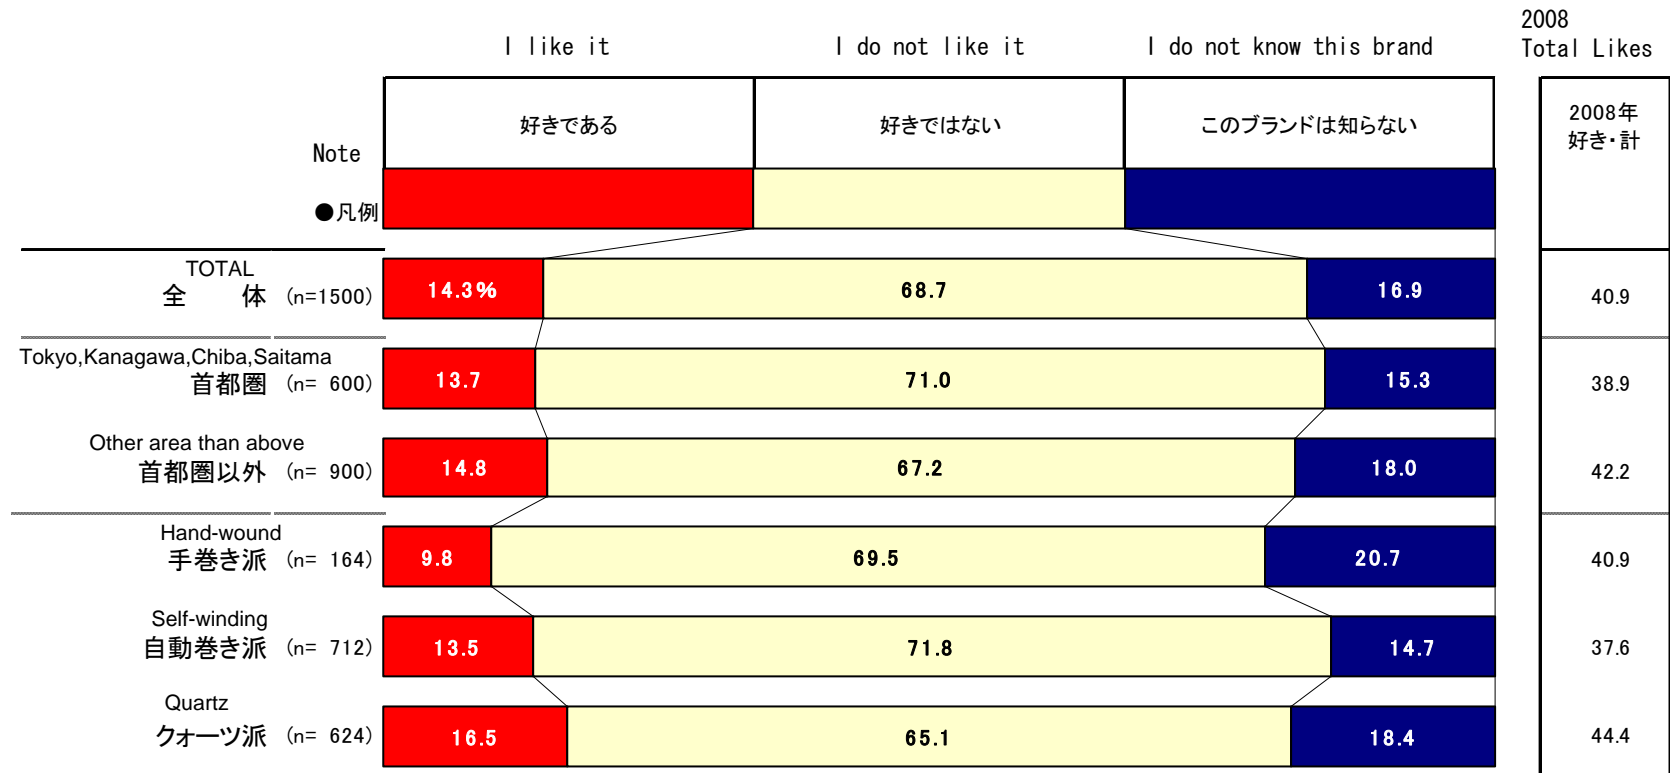 2008
I like it I do not like it I do not know this brand Total Likes
好きである 好きではない このブランドは知らない 2008年
好き・計
Note
●凡例
TOTAL
全 体 (n=1500) 14.3% 68.7 16.9 40.9
Tokyo,Kanagawa,Chiba,Saitama
首都圏 (n= 600) 13.7 71.0 15.3 38.9
Other area than above
首都圏以外 (n= 900) 14.8 67.2 18.0 42.2
Hand-wound
手巻き派 (n= 164) 9.8 69.5 20.7 40.9
Self-winding
自動巻き派 (n= 712) 13.5 71.8 14.7 37.6
Quartz
クォーツ派 (n= 624) 16.5 65.1 18.4 44.4